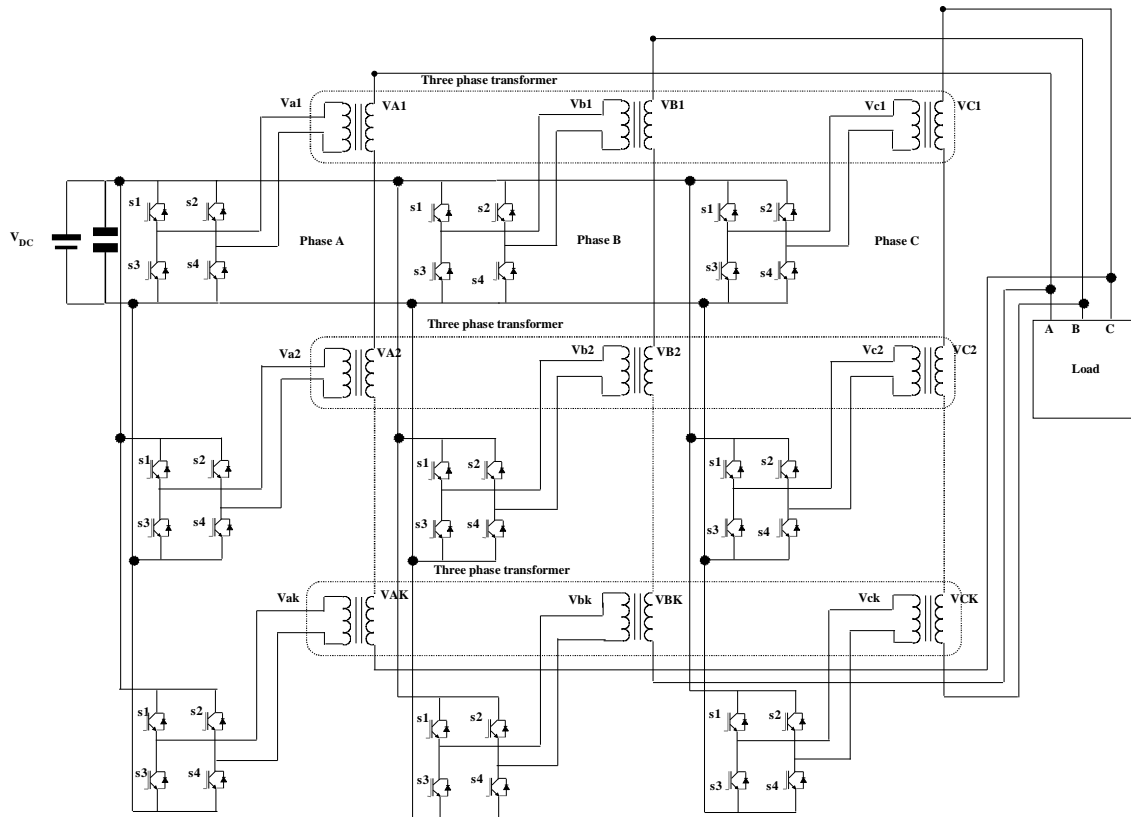 Three phase transformer
Va1 VA1 Vb1 VB1 Vc1 VC1
s1 s2 s1 s2 s1 s2
VDC Phase A Phase B Phase C
s3 s4 s3 s4 s3 s4
Three phase transformer
A B C
Va2 VA2 Vb2 VB2 Vc2 VC2
Load
s1 s2 s1 s2 s1 s2
s3 s4 s3 s4 s3 s4
Three phase transformer
Vak VAK Vbk VBK Vck VCK
s1 s2 s1 s2 s1 s2
s3 s4 s3 s4 s3 s4